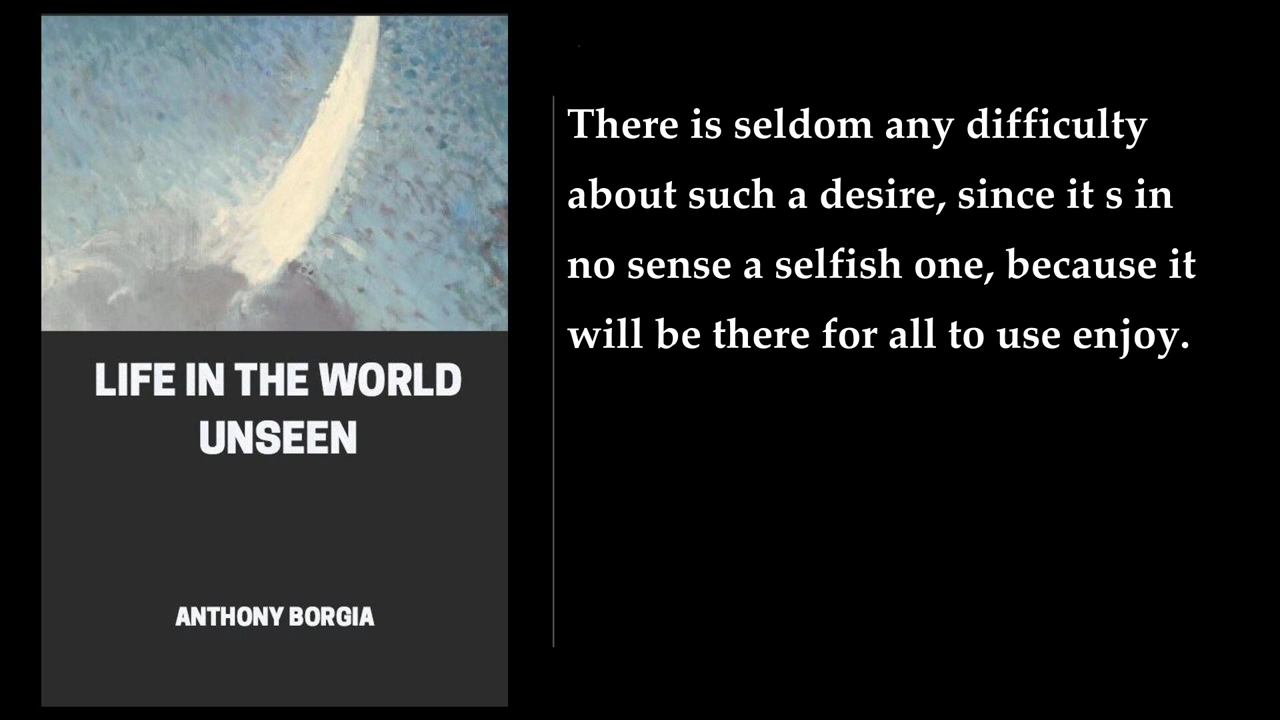 LIFE IN THE WORLD
UNSEEN
ANTHONY BORGIA
There is seldom any difficulty
about such a desire, since it s in
no sense a selfish one, because it
will be there for all to use enjoy.